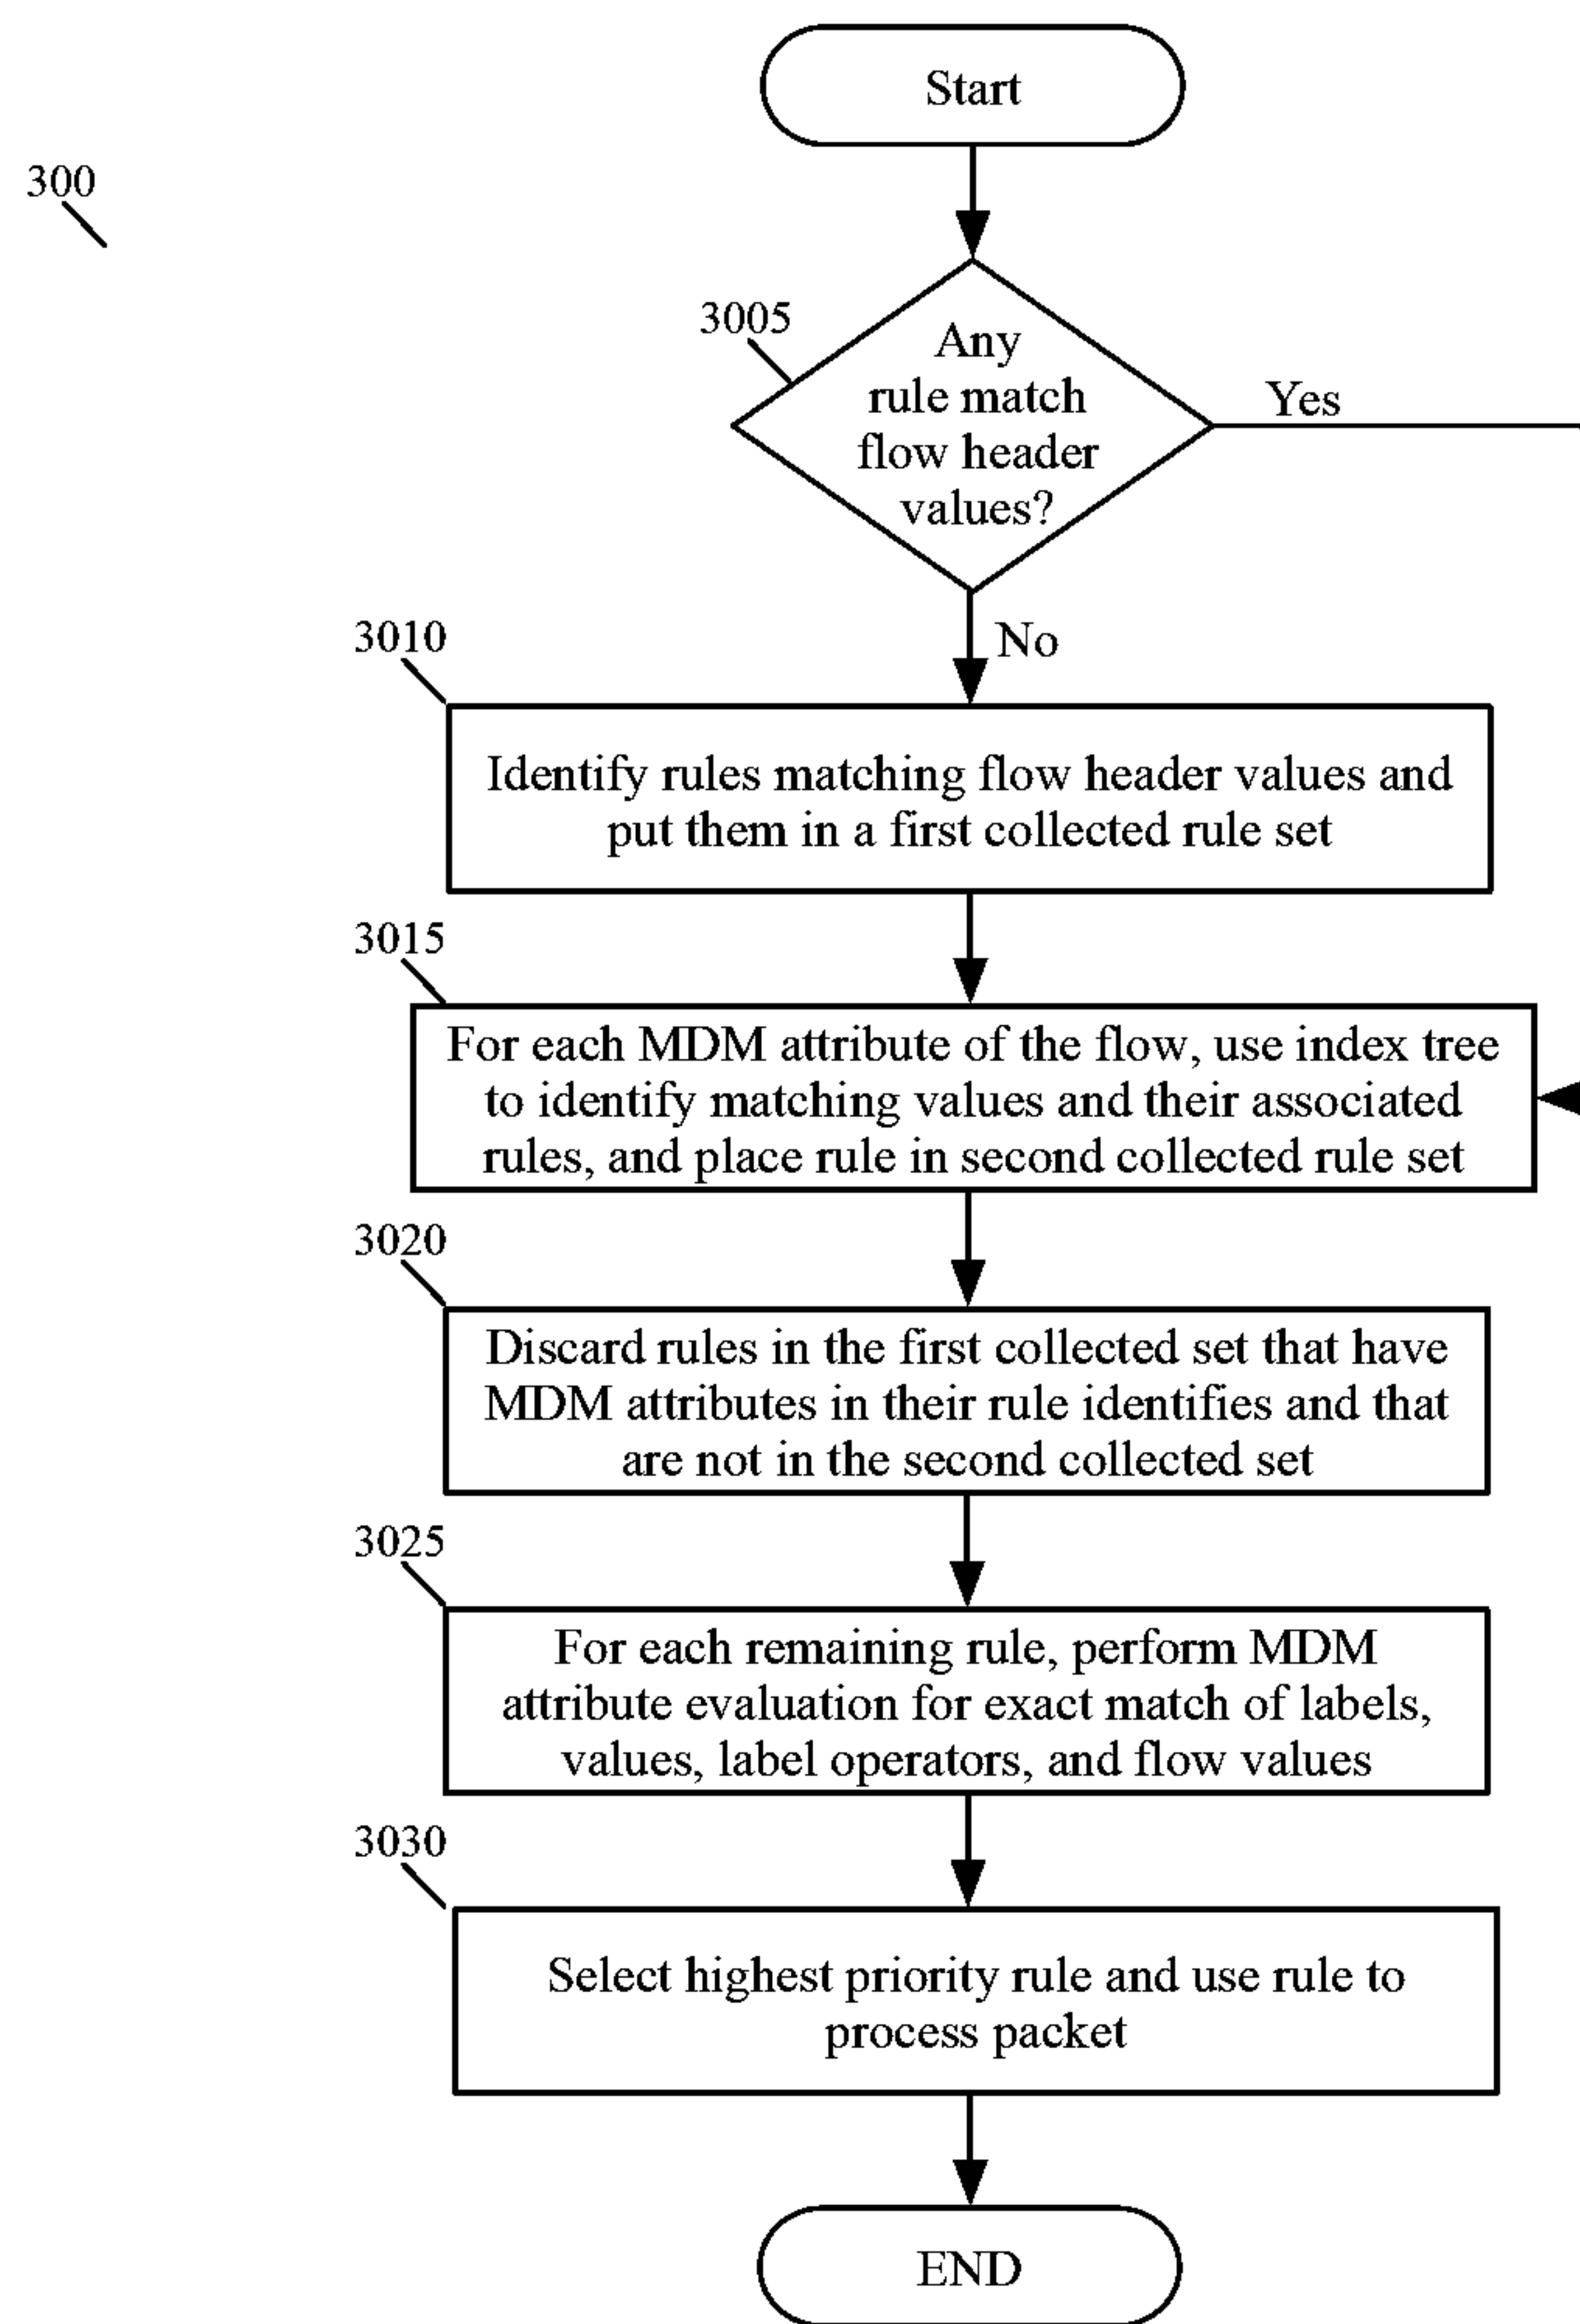 Start
300
3005
Any
rule match
flow header
values?
Yes
No
3010
Identify rules matching flow header values and
put them in a first collected rule set
3015
For each MDM attribute of the flow, use index tree
to identify matching values and their associated
rules, and place rule in second collected rule set
3020
Discard rules in the first collected set that have
MDM attributes in their rule identifies and that
are not in the second collected set
3025
For each remaining rule, perform MDM
attribute evaluation for exact match of labels,
values, label operators, and flow values
3030
Select highest priority rule and use rule to
process packet
END